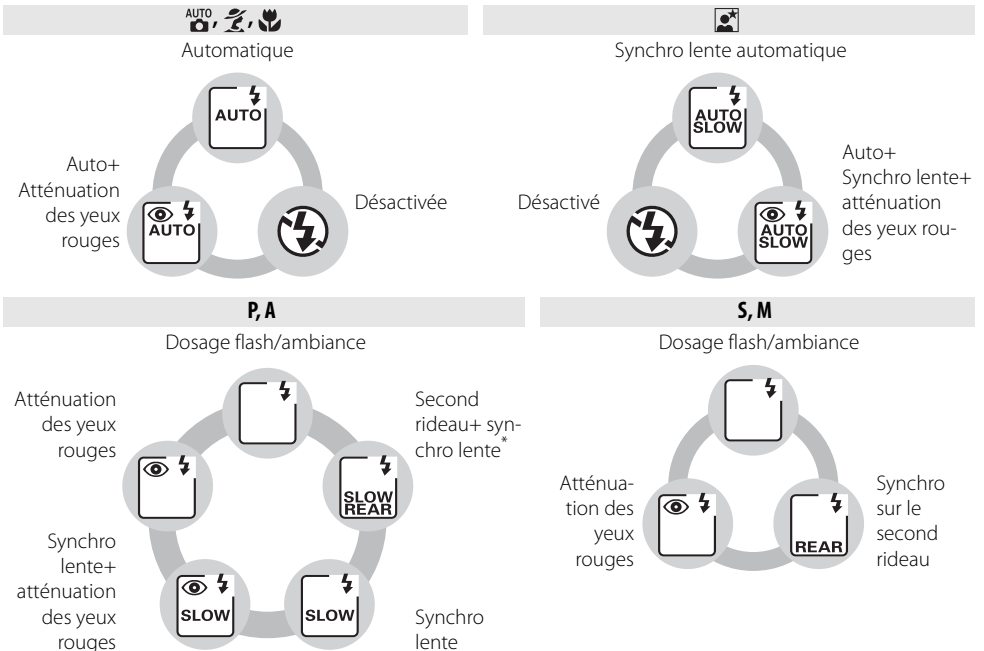 AUTO
Automatique
AUTO
Auto+
Atténuation
des yeux
rouges
AUTO
Désactivée
Synchro lente automatique
AUTO
SLOW
Désactivé
Auto+
Synchro lente+
atténuation
des yeux rou-
ges
AUTO
SLOW
P, A
Dosage flash/ambiance
Atténuation
des yeux
rouges
Second
rideau+ syn-
chro lente*
SLOW
REAR
Synchro
lente+
atténuation
des yeux
rouges
SLOW
SLOW
Synchro
lente
S, M
Dosage flash/ambiance
Atténua-
tion des
yeux
rouges
REAR
Synchro
sur le
second
rideau